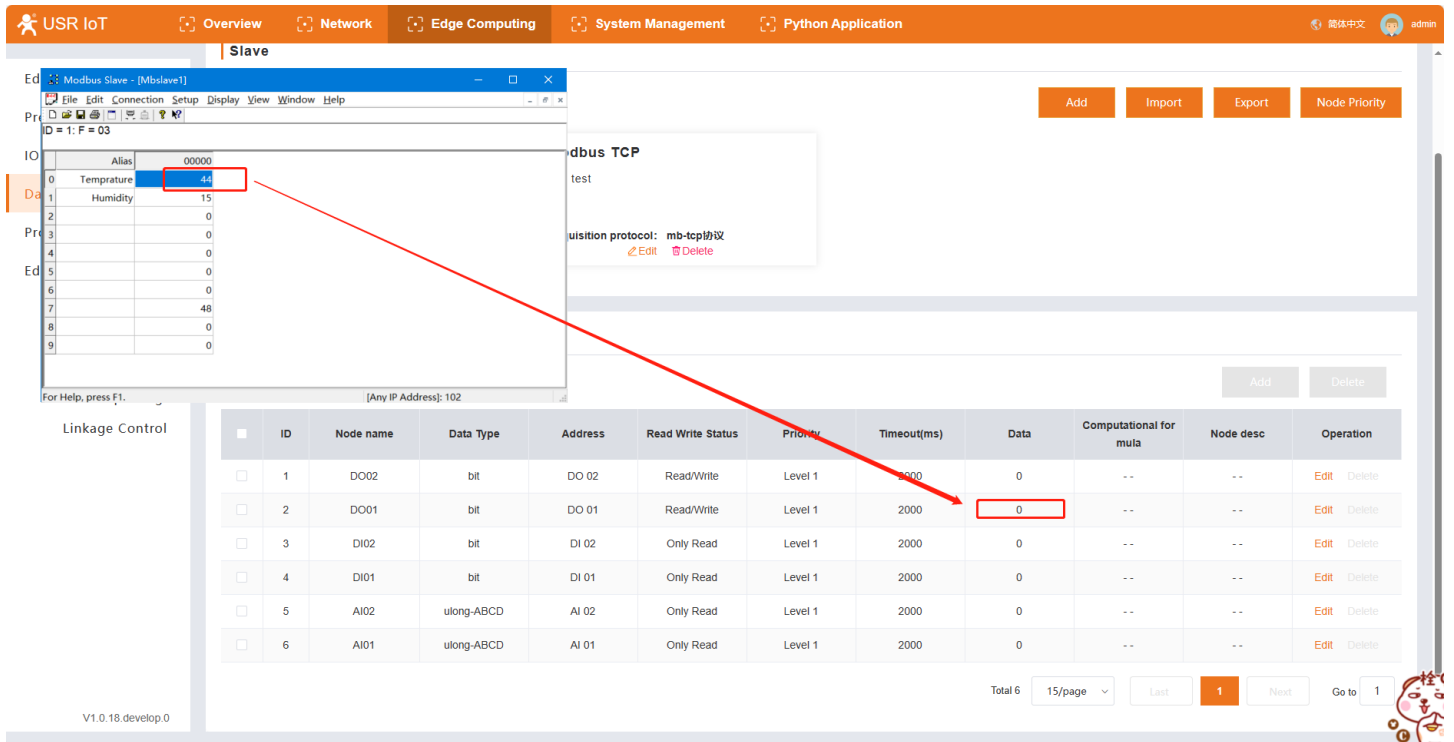 USR IoT Overview Network Edge Computing System Management Python Application 简体中文 admin
Slave
Modbus Slave - [Mbslave1]
File Edit Connection Setup Display View Window Help
ID = 1: F = 03
Alias 00000
0 Temprature 44
1 Humidity 15
2 0
3 0
4 0
5 0
6 0
7 48
8 0
9 0
For Help, press F1. [Any IP Address]: 102
Add Import Export Node Priority
dbus TCP
test
uisition protocol: mb-tcp协议
Edit Delete
Ed
Pr
IO
Da
Pr
Ed
Linkage Control
Add Delete
ID Node name Data Type Address Read Write Status Priority Timeout(ms) Data Computational for Node desc Operation
mula
1 DO02 bit DO 02 Read/Write Level 1 2000 0 - - - - Edit Delete
2 DO01 bit DO 01 Read/Write Level 1 2000 0 - - - - Edit Delete
3 DI02 bit DI 02 Only Read Level 1 2000 0 - - - - Edit Delete
4 DI01 bit DI 01 Only Read Level 1 2000 0 - - - - Edit Delete
5 AI02 ulong-ABCD AI 02 Only Read Level 1 2000 0 - - - - Edit Delete
6 AI01 ulong-ABCD AI 01 Only Read Level 1 2000 0 - - - - Edit Delete
Total 6 15/page Last 1 Next Go to 1
V1.0.18.develop.0